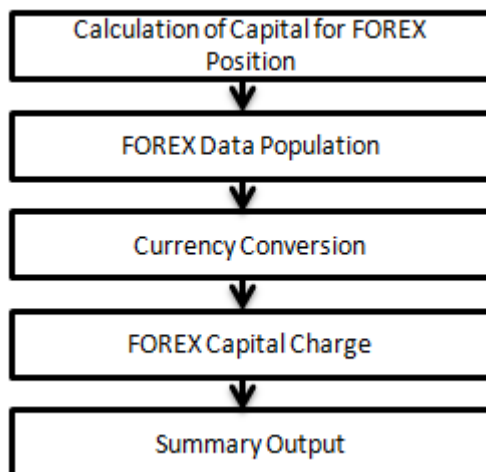 Calculation of Capital for FOREX
Position
FOREX Data Population
Currency Conversion
FOREX Capital Charge
Summary Output